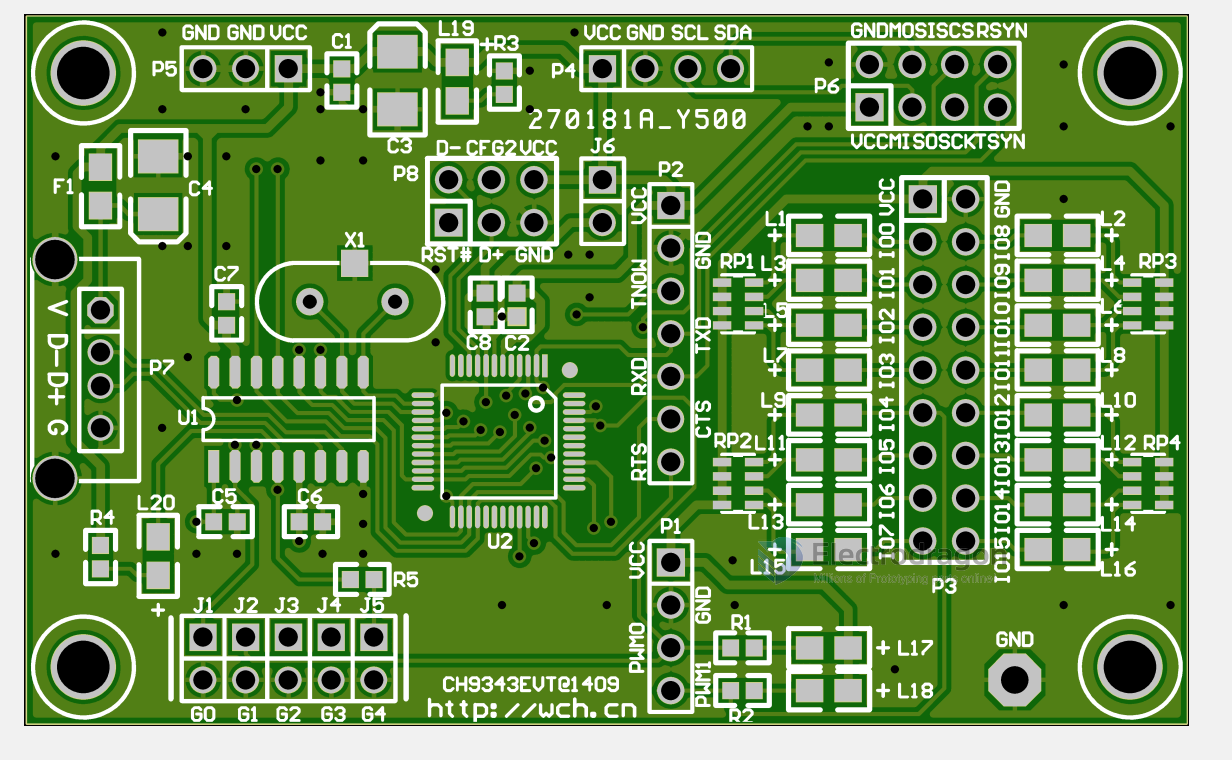 GND GND VCC
P5
C1
L19
+R3
VCC GND SCL SDA
P4
GNDMOSISCSRSYN
P6
VCCMISOSCKTSYN
C3
270181A_Y500
D-CFG2VCC
P8
RST# D+ GND
J6
P2
VCC
GND
TNOW
TXD
RXD
CTS
RTS
F1
C4
X1
C7
C8 C2
V
D-
D+
G
P7
U1
U2
L20
+
R4
C5
C6
R5
RP1
RP2
RP3
RP4
L1
+
L3
+
L5
+
L7
+
L9
+
L11
+
L13
+
L15
+
VCC
GND
IO0
IO8
IO1
IO9
IO2
IO10
IO3
IO11
IO4
IO12
IO5
IO13
IO6
IO14
IO7
IO15
P3
L2
+
L4
+
L6
+
L8
+
L10
+
L12
+
L14
+
L16
+
Electrodragon
Millions of Prototyping parts online
P1
VCC
GND
PWM0
PWM1
R1
R2
+ L17
+ L18
GND
J1 J2 J3 J4 J5
G0 G1 G2 G3 G4
CH9343EVT@1409
http://wch.cn